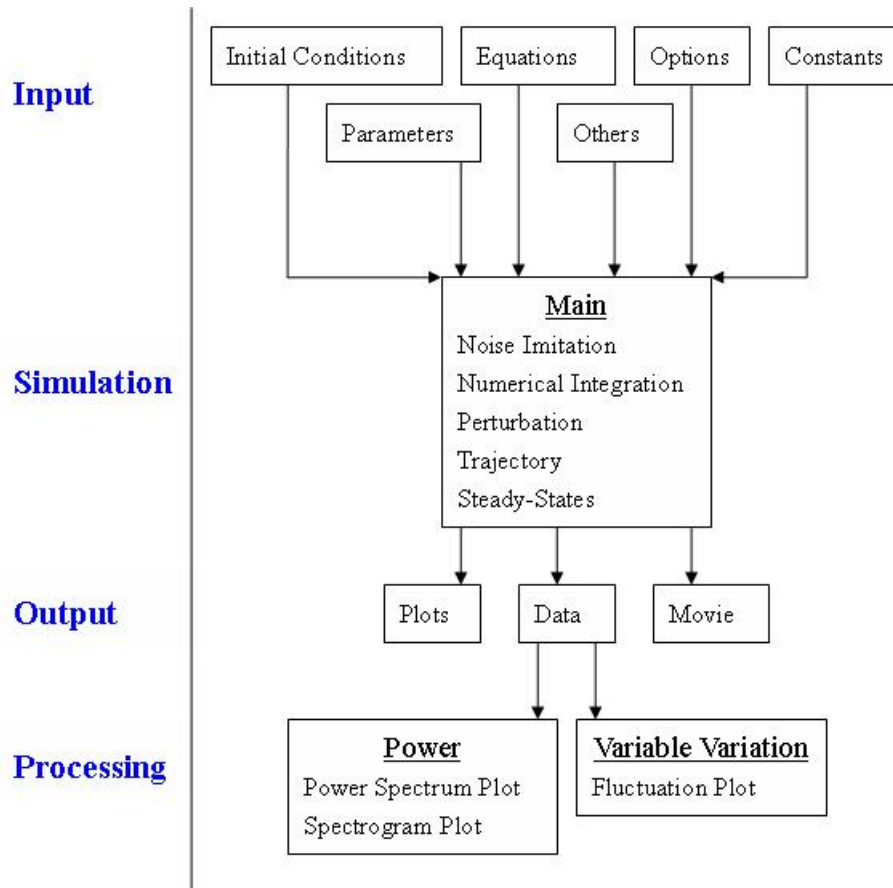 Input
Initial Conditions
Equations
Options
Constants
Parameters
Others
Simulation
Main
Noise Imitation
Numerical Integration
Perturbation
Trajectory
Steady-States
Output
Plots
Data
Movie
Processing
Power
Power Spectrum Plot
Spectrogram Plot
Variable Variation
Fluctuation Plot